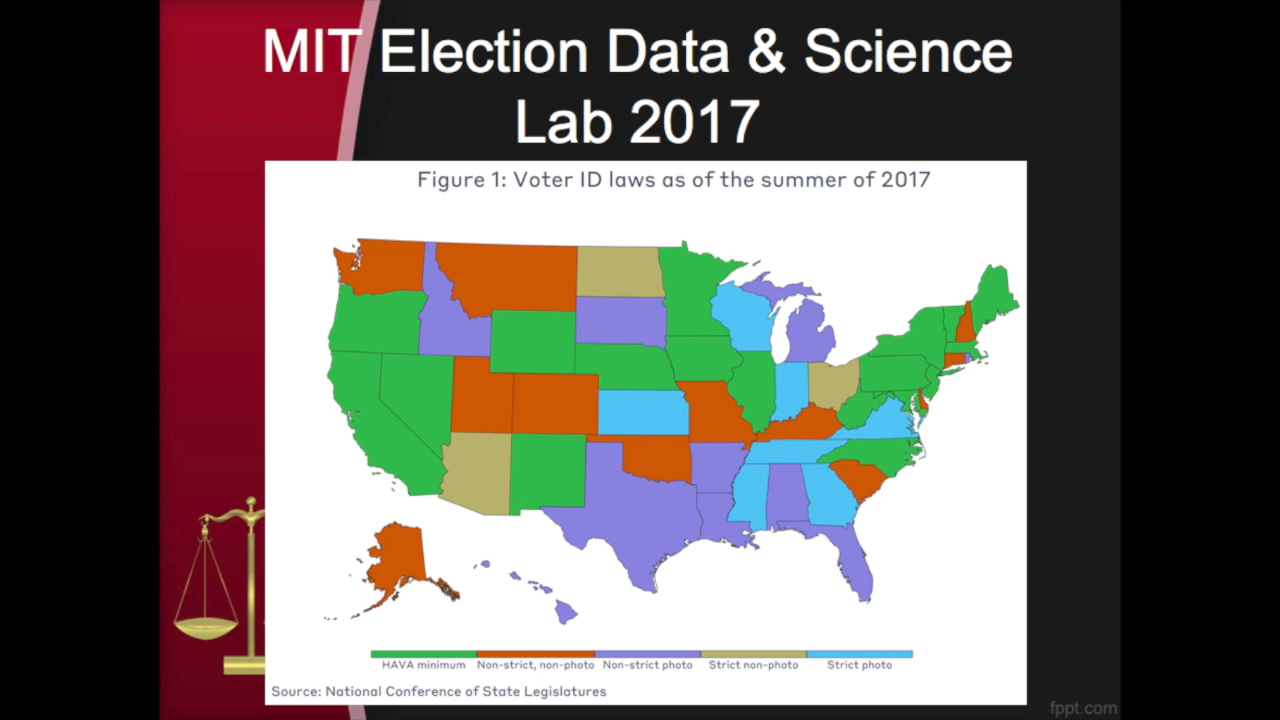 MIT Election Data & Science
Lab 2017
Figure 1: Voter ID laws as of the summer of 2017
HAVA minimum Non-strict, non-photo Non-strict photo Strict non-photo Strict photo
Source: National Conference of State Legislatures
fppt.com